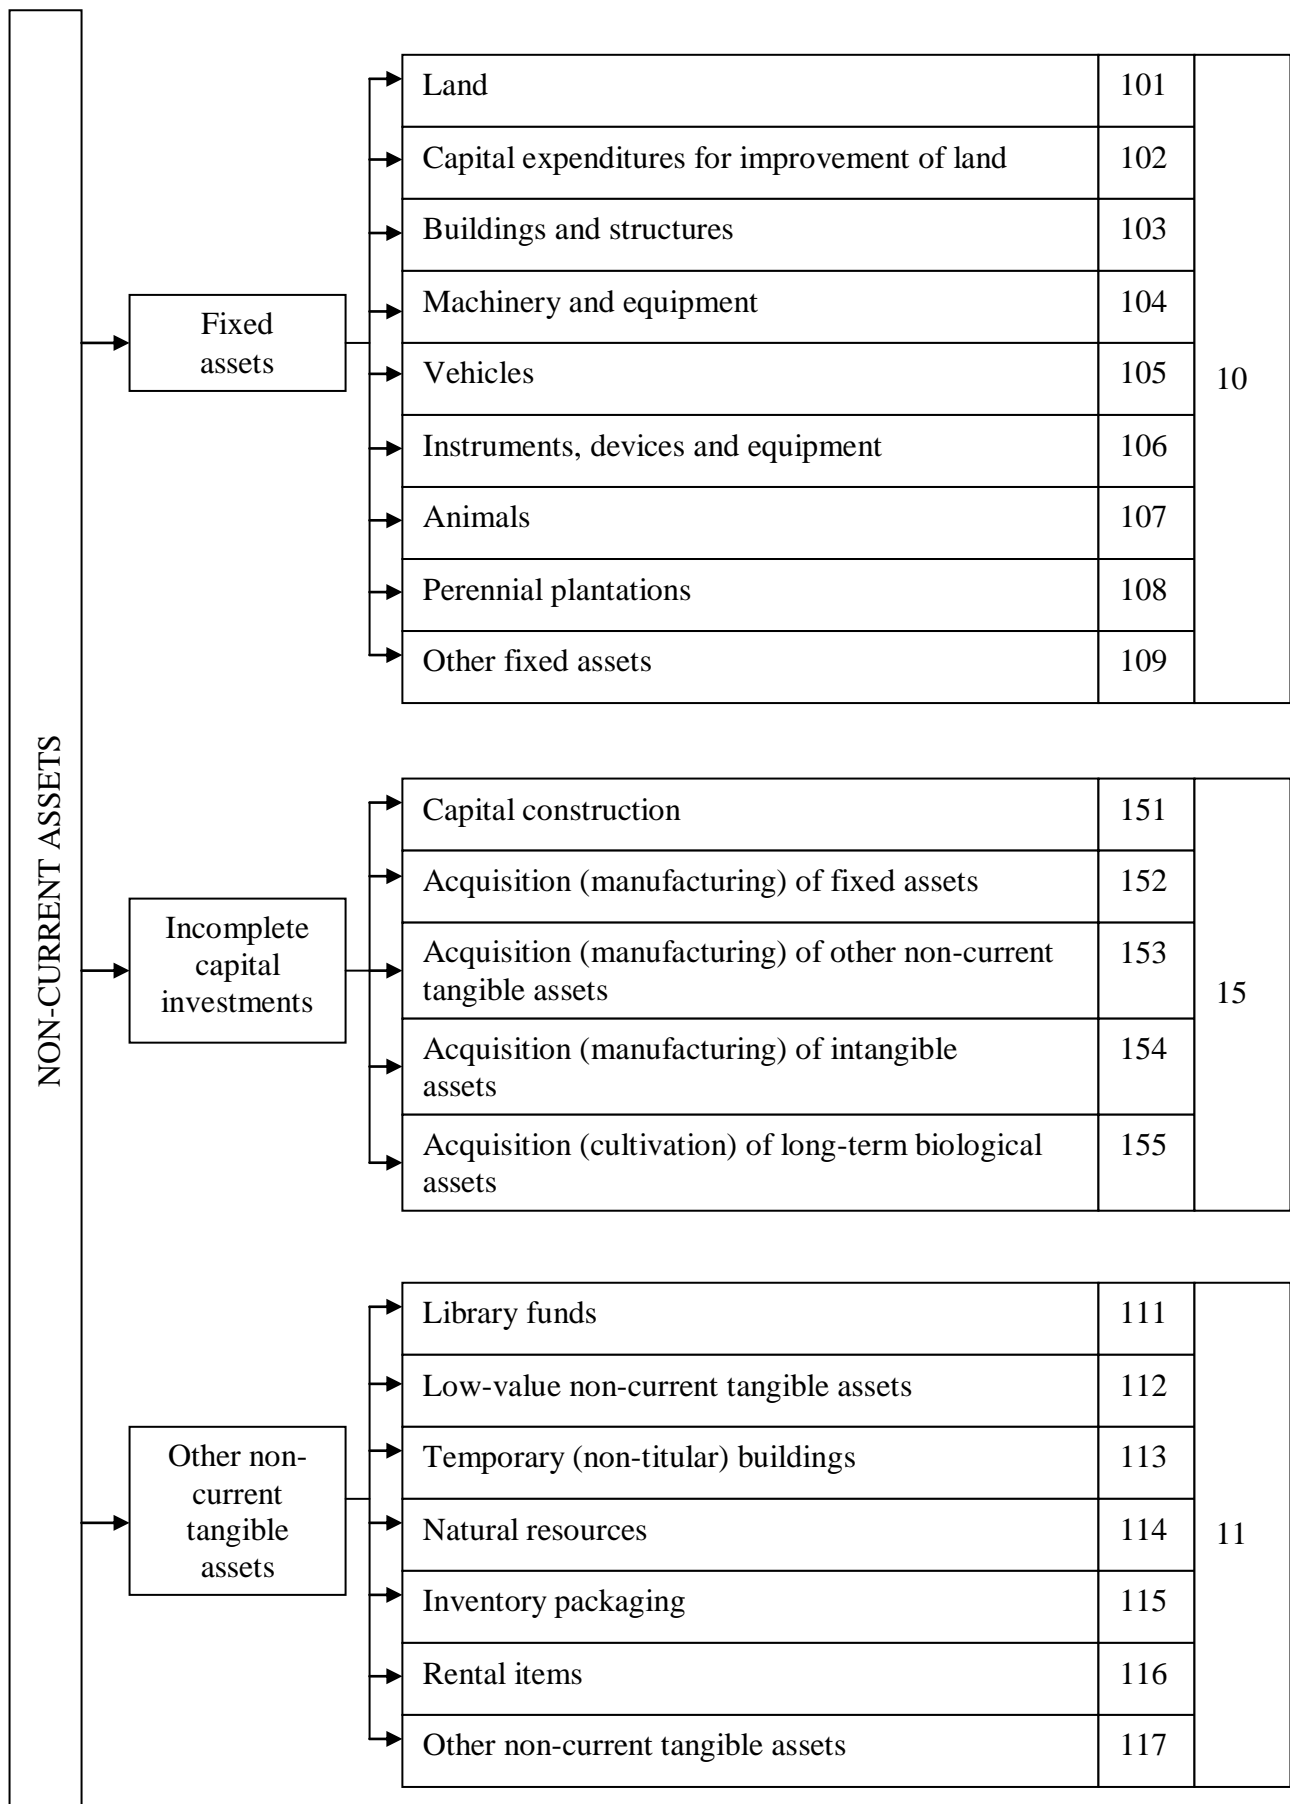 NON-CURRENT ASSETS
Fixed
assets
Land 101
Capital expenditures for improvement of land 102
Buildings and structures 103
Machinery and equipment 104
Vehicles 105
Instruments, devices and equipment 106
Animals 107
Perennial plantations 108
Other fixed assets 109
10
Incomplete
capital
investments
Capital construction 151
Acquisition (manufacturing) of fixed assets 152
Acquisition (manufacturing) of other non-current 153
tangible assets
Acquisition (manufacturing) of intangible 154
assets
Acquisition (cultivation) of long-term biological 155
assets
15
Other non-
current
tangible
assets
Library funds 111
Low-value non-current tangible assets 112
Temporary (non-titular) buildings 113
Natural resources 114
Inventory packaging 115
Rental items 116
Other non-current tangible assets 117
11